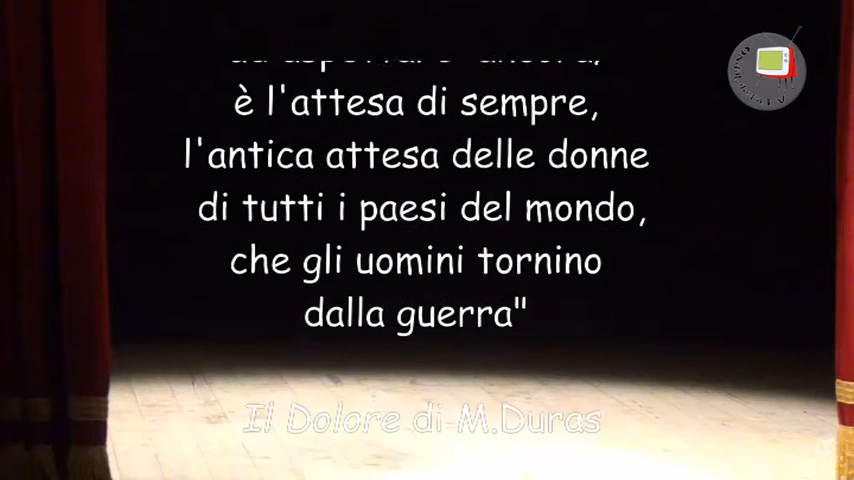 è l'attesa di sempre,
l'antica attesa delle donne
di tutti i paesi del mondo,
che gli uomini tornino
dalla guerra"
Il Dolore di M.Duras